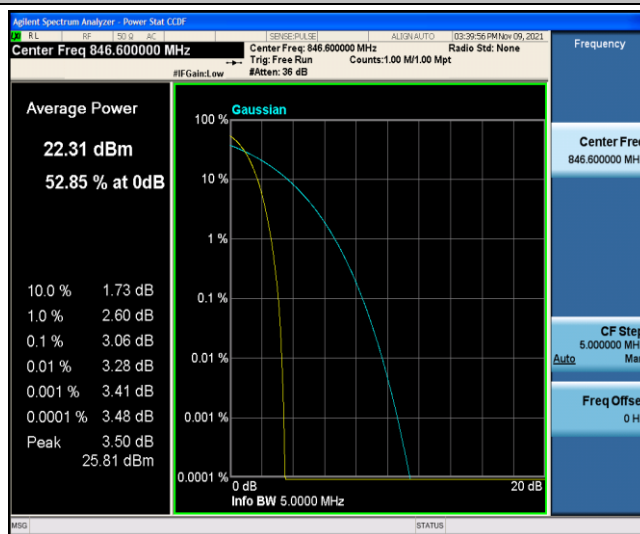 Agilent Spectrum Analyzer - Power Stat CCDF
RL RF 50 Ω AC SENSE:PULSE ALIGN AUTO 03:39:56 PM Nov 09, 2021
Center Freq 846.600000 MHz
Center Freq: 846.600000 MHz Radio Std: None
Trig: Free Run Counts:1.00 M/1.00 Mpt
#IFGain:Low #Atten: 36 dB
Frequency
Average Power
22.31 dBm
52.85 % at 0dB
10.0 % 1.73 dB
1.0 % 2.60 dB
0.1 % 3.06 dB
0.01 % 3.28 dB
0.001 % 3.41 dB
0.0001 % 3.48 dB
Peak 3.50 dB
25.81 dBm
Gaussian
100 %
10 %
1 %
0.1 %
0.01 %
0.001 %
0.0001 %
0 dB 20 dB
Info BW 5.0000 MHz
Center Fre
846.600000 MH
CF Ste
5.000000 MH
Auto Ma
Freq Offse
0 H
MSG STATUS